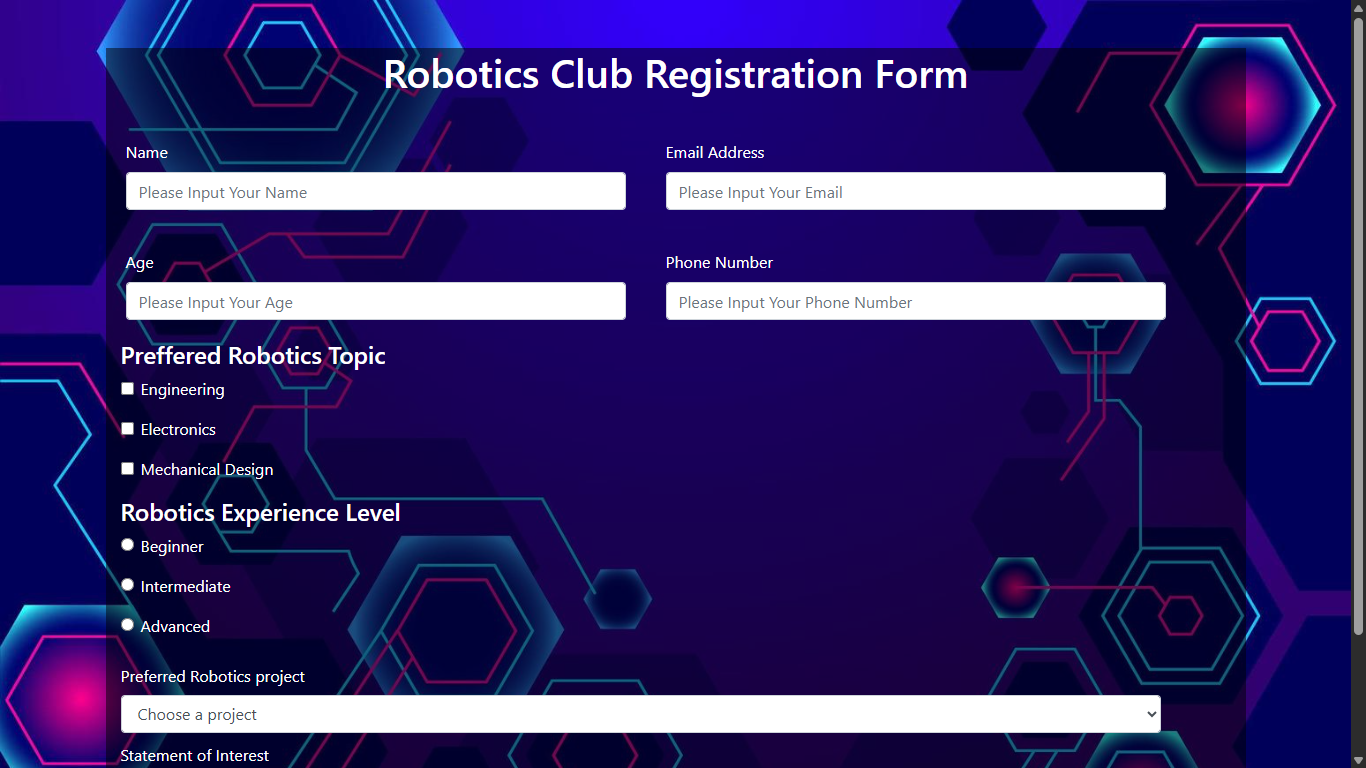 Robotics Club Registration Form
Name
Email Address
Please Input Your Name
Please Input Your Email
Age
Phone Number
Please Input Your Age
Please Input Your Phone Number
Preffered Robotics Topic
Engineering
Electronics
Mechanical Design
Robotics Experience Level
Beginner
Intermediate
Advanced
Preferred Robotics project
Choose a project
Statement of Interest